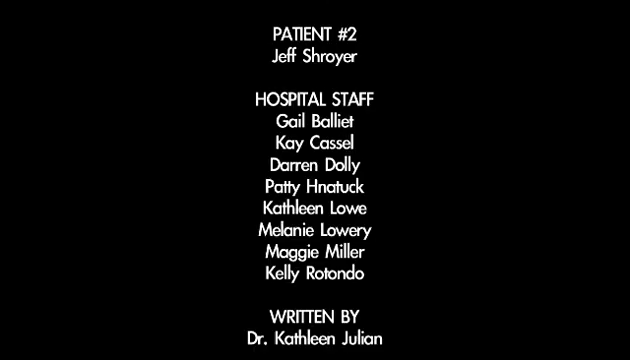 PATIENT #2
Jeff Shroyer
HOSPITAL STAFF
Gail Balliet
Kay Cassel
Darren Dolly
Patty Hnatuck
Kathleen Lowe
Melanie Lowery
Maggie Miller
Kelly Rotondo
WRITTEN BY
Dr. Kathleen Julian